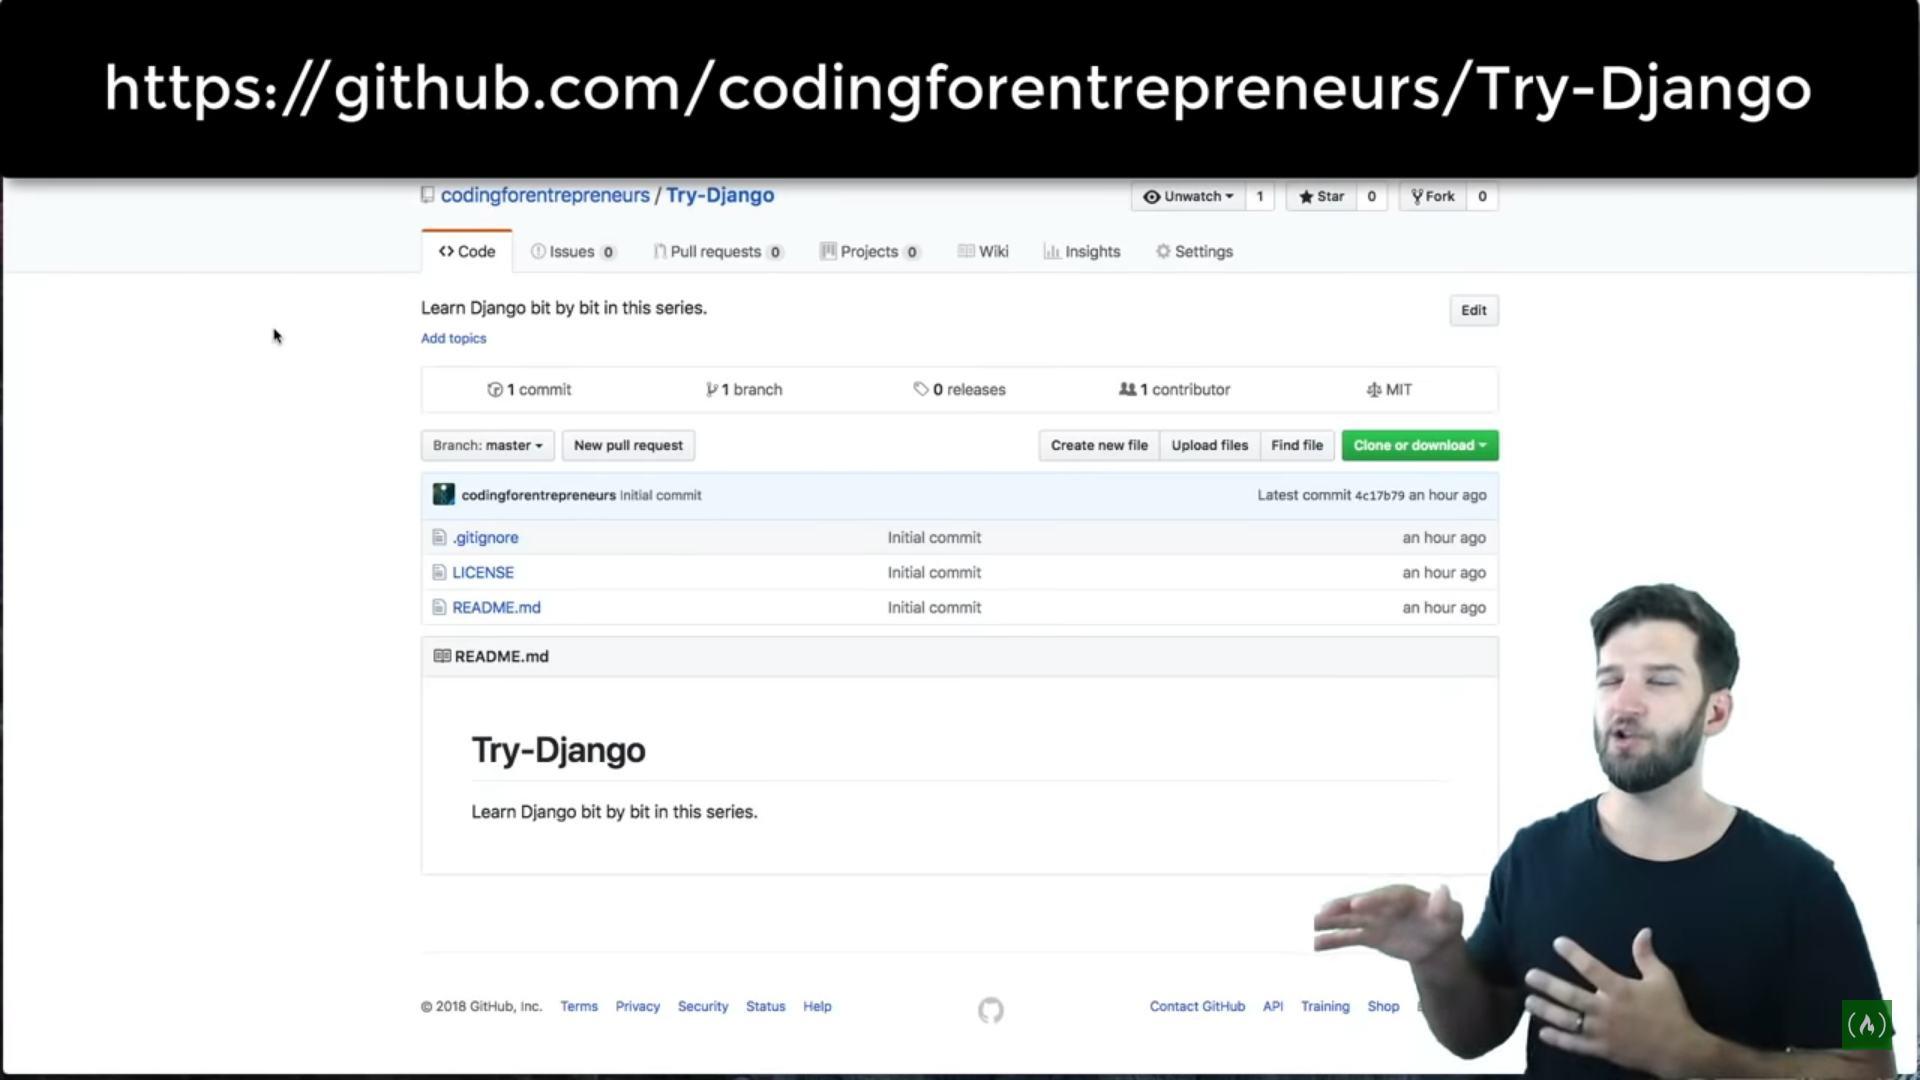 https://github.com/codingforentrepreneurs/Try-Django
codingforentrepreneurs / Try-Django
Unwatch 1 Star 0 Fork 0
Code Issues 0 Pull requests 0 Projects 0 Wiki Insights Settings
Learn Django bit by bit in this series.
Edit
Add topics
1 commit 1 branch 0 releases 1 contributor MIT
Branch: master New pull request Create new file Upload files Find file Clone or download
codingforentrepreneurs Initial commit Latest commit 4c17b79 an hour ago
.gitignore Initial commit an hour ago
LICENSE Initial commit an hour ago
README.md Initial commit an hour ago
README.md
Try-Django
Learn Django bit by bit in this series.
© 2018 GitHub, Inc. Terms Privacy Security Status Help Contact GitHub API Training Shop